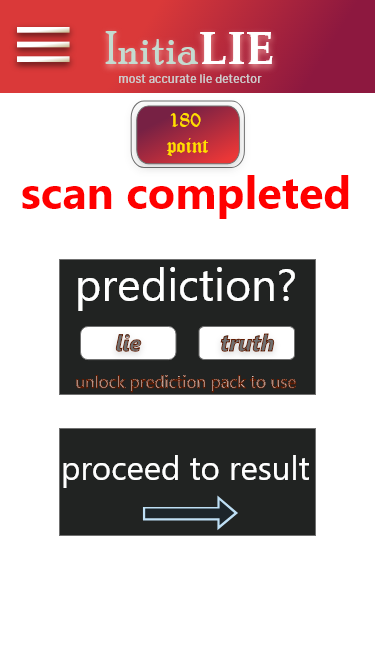 InitiaLIE
most accurate lie detector
180
point
scan completed
prediction?
lie truth
unlock prediction pack to use
proceed to result